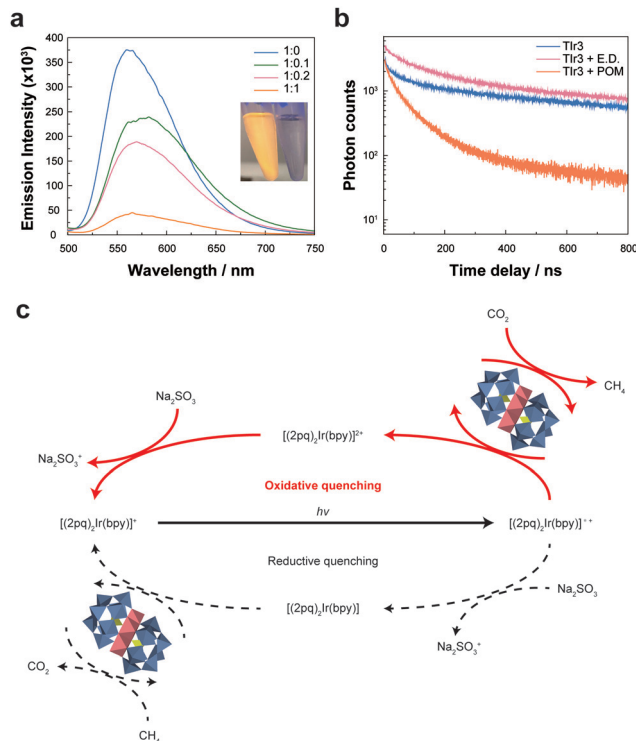 a
Emission Intensity (x10³)
400
350
300
250
200
150
100
50
0
500
550
600
650
700
750
Wavelength / nm
1:0
1:0.1
1:0.2
1:1
b
Photon counts
10³
10²
10¹
0
200
400
600
800
Time delay / ns
TIr3
TIr3 + E.D.
TIr3 + POM
c
CO₂
CH₄
Na₂SO₃
Na₂SO₃⁺
[(2pq)₂Ir(bpy)]²⁺
Oxidative quenching
[(2pq)₂Ir(bpy)]⁺
hv
[(2pq)₂Ir(bpy)]⁺⁺
Reductive quenching
[(2pq)₂Ir(bpy)]
Na₂SO₃
Na₂SO₃⁺
CO₂
CH₄